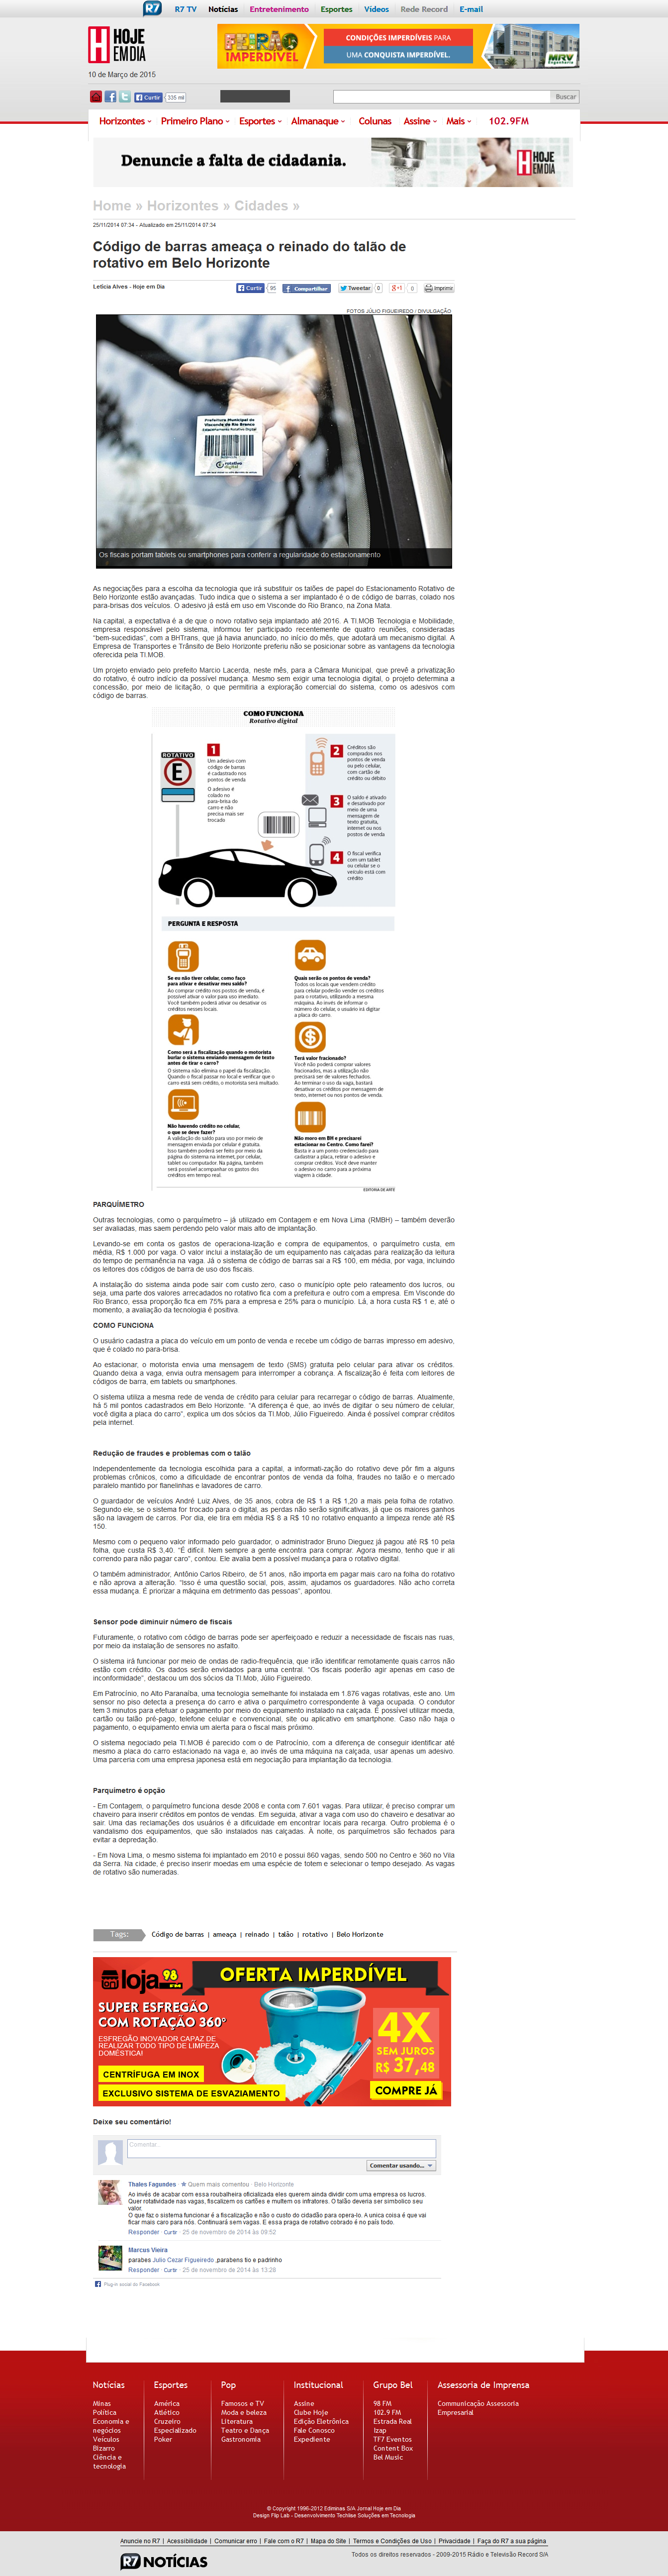 R7 R7 TV Notícias Entretenimento Esportes Vídeos Rede Record E-mail
HOJE EM DIA
FEIRÃO IMPERDÍVEL
CONDIÇÕES IMPERDÍVEIS PARA
UMA CONQUISTA IMPERDÍVEL.
MRV Engenharia
10 de Março de 2015
Curtir 335 mil
Buscar
Horizontes Primeiro Plano Esportes Almanaque Colunas Assine Mais 102.9FM
Denuncie a falta de cidadania.
HOJE EM DIA
Home » Horizontes » Cidades »
25/11/2014 07:34 - Atualizado em 25/11/2014 07:34
Código de barras ameaça o reinado do talão de
rotativo em Belo Horizonte
Letícia Alves - Hoje em Dia
Curtir 95 Compartilhar Tweetar 0 g+1 0 Imprimir
FOTOS JÚLIO FIGUEIREDO / DIVULGAÇÃO
Prefeitura Municipal de
Visconde do Rio Branco
Estacionamento Rotativo Digital
rotativo
digital
Os fiscais portam tablets ou smartphones para conferir a regularidade do estacionamento
As negociações para a escolha da tecnologia que irá substituir os talões de papel do Estacionamento Rotativo de
Belo Horizonte estão avançadas. Tudo indica que o sistema a ser implantado é o de código de barras, colado nos
para-brisas dos veículos. O adesivo já está em uso em Visconde do Rio Branco, na Zona Mata.
Na capital, a expectativa é a de que o novo rotativo seja implantado até 2016. A TI.MOB Tecnologia e Mobilidade,
empresa responsável pelo sistema, informou ter participado recentemente de quatro reuniões, consideradas
“bem-sucedidas”, com a BHTrans, que já havia anunciado, no início do mês, que adotará um mecanismo digital. A
Empresa de Transportes e Trânsito de Belo Horizonte preferiu não se posicionar sobre as vantagens da tecnologia
oferecida pela TI.MOB.
Um projeto enviado pelo prefeito Marcio Lacerda, neste mês, para a Câmara Municipal, que prevê a privatização
do rotativo, é outro indício da possível mudança. Mesmo sem exigir uma tecnologia digital, o projeto determina a
concessão, por meio de licitação, o que permitiria a exploração comercial do sistema, como os adesivos com
código de barras.
COMO FUNCIONA
Rotativo digital
ROTATIVO
E
1
Um adesivo com
código de barras
é cadastrado nos
pontos de venda
O adesivo é
colado no
para-brisa do
carro e não
precisa mais ser
trocado
2
Créditos são
comprados nos
pontos de venda
ou pelo celular,
com cartão de
crédito ou débito
3
O saldo é ativado
e desativado por
meio de uma
mensagem de
texto gratuita,
internet ou nos
pontos de venda
4
O fiscal verifica
com um tablet
ou celular se o
veículo está com
crédito
PERGUNTA E RESPOSTA
Se eu não tiver celular, como faço
para ativar e desativar meu saldo?
Ao comprar crédito nos pontos de venda, é
possível ativar o valor para uso imediato.
Você também poderá ativar ou desativar os
créditos nesses locais.
Como será a fiscalização quando o motorista
burlar o sistema enviando mensagem de texto
antes de tirar o carro?
O sistema não elimina o papel da fiscalização.
Quando o fiscal passar no local e verificar que o
carro está sem crédito, o motorista será multado.
Não havendo crédito no celular,
o que se deve fazer?
A validação do saldo para uso por meio de
mensagem enviada por celular é gratuita.
Isso também poderá ser feito por meio da
página do sistema na internet, por celular,
tablet ou computador. Na página, também
será possível acompanhar os gastos dos
créditos em tempo real.
Quais serão os pontos de venda?
Todos os locais que vendem crédito
para celular poderão vender os créditos
para o rotativo, utilizando a mesma
máquina. Ao invés de informar o
número do celular, o usuário irá digitar
a placa do carro.
Terá valor fracionado?
Você não poderá comprar valores
fracionados, mas a utilização não
precisará ser de valores fechados.
Ao terminar o uso da vaga, bastará
desativar os créditos por mensagem de
texto, internet ou nos pontos de venda.
Não moro em BH e precisarei
estacionar no Centro. Como farei?
Basta ir a um ponto credenciado para
cadastrar a placa, retirar o adesivo e
comprar créditos. Você deve manter
o adesivo no carro para a próxima
viagem à cidade.
EDITORIA DE ARTE
PARQUÍMETRO
Outras tecnologias, como o parquímetro – já utilizado em Contagem e em Nova Lima (RMBH) – também deverão
ser avaliadas, mas saem perdendo pelo valor mais alto de implantação.
Levando-se em conta os gastos de operaciona-lização e compra de equipamentos, o parquímetro custa, em
média, R$ 1.000 por vaga. O valor inclui a instalação de um equipamento nas calçadas para realização da leitura
do tempo de permanência na vaga. Já o sistema de código de barras sai a R$ 100, em média, por vaga, incluindo
os leitores dos códigos de barra de uso dos fiscais.
A instalação do sistema ainda pode sair com custo zero, caso o município opte pelo rateamento dos lucros, ou
seja, uma parte dos valores arrecadados no rotativo fica com a prefeitura e outro com a empresa. Em Visconde do
Rio Branco, essa proporção fica em 75% para a empresa e 25% para o município. Lá, a hora custa R$ 1 e, até o
momento, a avaliação da tecnologia é positiva.
COMO FUNCIONA
O usuário cadastra a placa do veículo em um ponto de venda e recebe um código de barras impresso em adesivo,
que é colado no para-brisa.
Ao estacionar, o motorista envia uma mensagem de texto (SMS) gratuita pelo celular para ativar os créditos.
Quando deixa a vaga, envia outra mensagem para interromper a cobrança. A fiscalização é feita com leitores de
códigos de barra, em tablets ou smartphones.
O sistema utiliza a mesma rede de venda de crédito para celular para recarregar o código de barras. Atualmente,
há 5 mil pontos cadastrados em Belo Horizonte. “A diferença é que, ao invés de digitar o seu número de celular,
você digita a placa do carro”, explica um dos sócios da TI.Mob, Júlio Figueiredo. Ainda é possível comprar créditos
pela internet.
Redução de fraudes e problemas com o talão
Independentemente da tecnologia escolhida para a capital, a informati-zação do rotativo deve pôr fim a alguns
problemas crônicos, como a dificuldade de encontrar pontos de venda da folha, fraudes no talão e o mercado
paralelo mantido por flanelinhas e lavadores de carro.
O guardador de veículos André Luiz Alves, de 35 anos, cobra de R$ 1 a R$ 1,20 a mais pela folha de rotativo.
Segundo ele, se o sistema for trocado para o digital, as perdas não serão significativas, já que os maiores ganhos
são na lavagem de carros. Por dia, ele tira em média R$ 8 a R$ 10 no rotativo enquanto a limpeza rende até R$
150.
Mesmo com o pequeno valor informado pelo guardador, o administrador Bruno Dieguez já pagou até R$ 10 pela
folha, que custa R$ 3,40. “É difícil. Nem sempre a gente encontra para comprar. Agora mesmo, tenho que ir ali
correndo para não pagar caro”, contou. Ele avalia bem a possível mudança para o rotativo digital.
O também administrador, Antônio Carlos Ribeiro, de 51 anos, não importa em pagar mais caro na folha do rotativo
e não aprova a alteração. “Isso é uma questão social, pois, assim, ajudamos os guardadores. Não acho correta
essa mudança. É priorizar a máquina em detrimento das pessoas”, apontou.
Sensor pode diminuir número de fiscais
Futuramente, o rotativo com código de barras pode ser aperfeiçoado e reduzir a necessidade de fiscais nas ruas,
por meio da instalação de sensores no asfalto.
O sistema irá funcionar por meio de ondas de radio-frequência, que irão identificar remotamente quais carros não
estão com crédito. Os dados serão enviados para uma central. “Os fiscais poderão agir apenas em caso de
inconformidade”, destacou um dos sócios da TI.Mob, Júlio Figueiredo.
Em Patrocínio, no Alto Paranaíba, uma tecnologia semelhante foi instalada em 1.876 vagas rotativas, este ano. Um
sensor no piso detecta a presença do carro e ativa o parquímetro correspondente à vaga ocupada. O condutor
tem 3 minutos para efetuar o pagamento por meio do equipamento instalado na calçada. É possível utilizar moeda,
cartão ou talão pré-pago, telefone celular e convencional, site ou aplicativo em smartphone. Caso não haja o
pagamento, o equipamento envia um alerta para o fiscal mais próximo.
O sistema negociado pela TI.MOB é parecido com o de Patrocínio, com a diferença de conseguir identificar até
mesmo a placa do carro estacionado na vaga e, ao invés de uma máquina na calçada, usar apenas um adesivo.
Uma parceria com uma empresa japonesa está em negociação para implantação da tecnologia.
Parquímetro é opção
- Em Contagem, o parquímetro funciona desde 2008 e conta com 7.601 vagas. Para utilizar, é preciso comprar um
chaveiro para inserir créditos em pontos de vendas. Em seguida, ativar a vaga com uso do chaveiro e desativar ao
sair. Uma das reclamações dos usuários é a dificuldade em encontrar locais para recarga. Outro problema é o
vandalismo dos equipamentos, que são instalados nas calçadas. À noite, os parquímetros são fechados para
evitar a depredação.
- Em Nova Lima, o mesmo sistema foi implantado em 2010 e possui 860 vagas, sendo 500 no Centro e 360 no Vila
da Serra. Na cidade, é preciso inserir moedas em uma espécie de totem e selecionar o tempo desejado. As vagas
de rotativo são numeradas.
Tags: Código de barras | ameaça | reinado | talão | rotativo | Belo Horizonte
loja 98 FM
OFERTA IMPERDÍVEL
SUPER ESFREGÃO
COM ROTAÇÃO 360°
ESFREGÃO INOVADOR CAPAZ DE
REALIZAR TODO TIPO DE LIMPEZA
DOMÉSTICA!
CENTRÍFUGA EM INOX
EXCLUSIVO SISTEMA DE ESVAZIAMENTO
4X
SEM JUROS
R$ 37,48
COMPRE JÁ
Deixe seu comentário!
Comentar...
Comentar usando...
Thales Fagundes · Quem mais comentou · Belo Horizonte
Ao invés de acabar com essa roubalheira oficializada eles querem ainda dividir com uma empresa os lucros.
Quer rotatividade nas vagas, fiscalizem os cartões e multem os infratores. O talão deveria ser simbolico seu
valor.
O que faz o sistema funcionar é a fiscalização e não o custo do cidadão para opera-lo. A unica coisa é que vai
ficar mais caro para nós. Continuará sem vagas. E essa praga de rotativo cobrado é no país todo.
Responder · Curtir · 25 de novembro de 2014 às 09:52
Marcus Vieira
parabes Julio Cezar Figueiredo ,parabens tio e padrinho
Responder · Curtir · 25 de novembro de 2014 às 13:28
Plug-in social do Facebook
Notícias
Minas
Política
Economia e
negócios
Veículos
Bizarro
Ciência e
tecnologia
Esportes
América
Atlético
Cruzeiro
Especializado
Poker
Pop
Famosos e TV
Moda e beleza
Literatura
Teatro e Dança
Gastronomia
Institucional
Assine
Clube Hoje
Edição Eletrônica
Fale Conosco
Expediente
Grupo Bel
98 FM
102.9 FM
Estrada Real
Izap
TF7 Eventos
Content Box
Bel Music
Assessoria de Imprensa
Comunicação Assessoria
Empresarial
© Copyright 1996-2012 Ediminas S/A Jornal Hoje em Dia
Design Flip Lab - Desenvolvimento Techlise Soluções em Tecnologia
Anuncie no R7 | Acessibilidade | Comunicar erro | Fale com o R7 | Mapa do Site | Termos e Condições de Uso | Privacidade | Faça do R7 a sua página
R7 NOTÍCIAS
Todos os direitos reservados - 2009-2015 Rádio e Televisão Record S/A